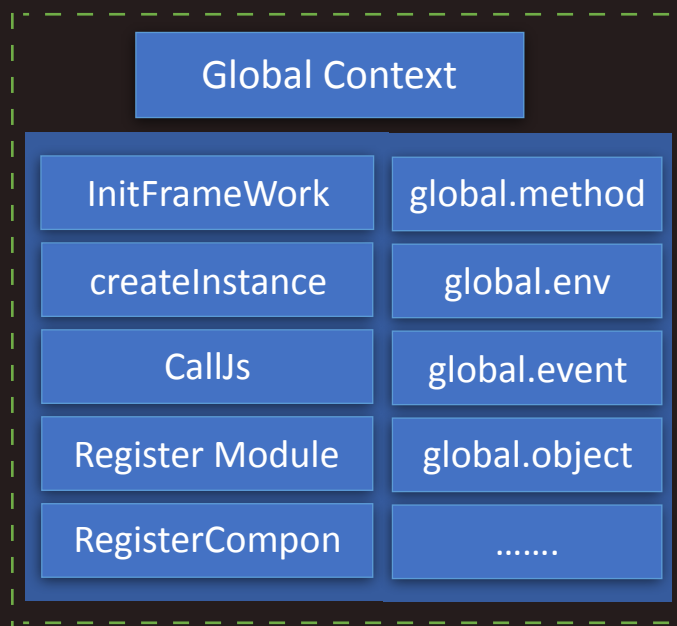 Global Context
InitFrameWork
createInstance
CallJs
Register Module
RegisterCompon
global.method
global.env
global.event
global.object
.......